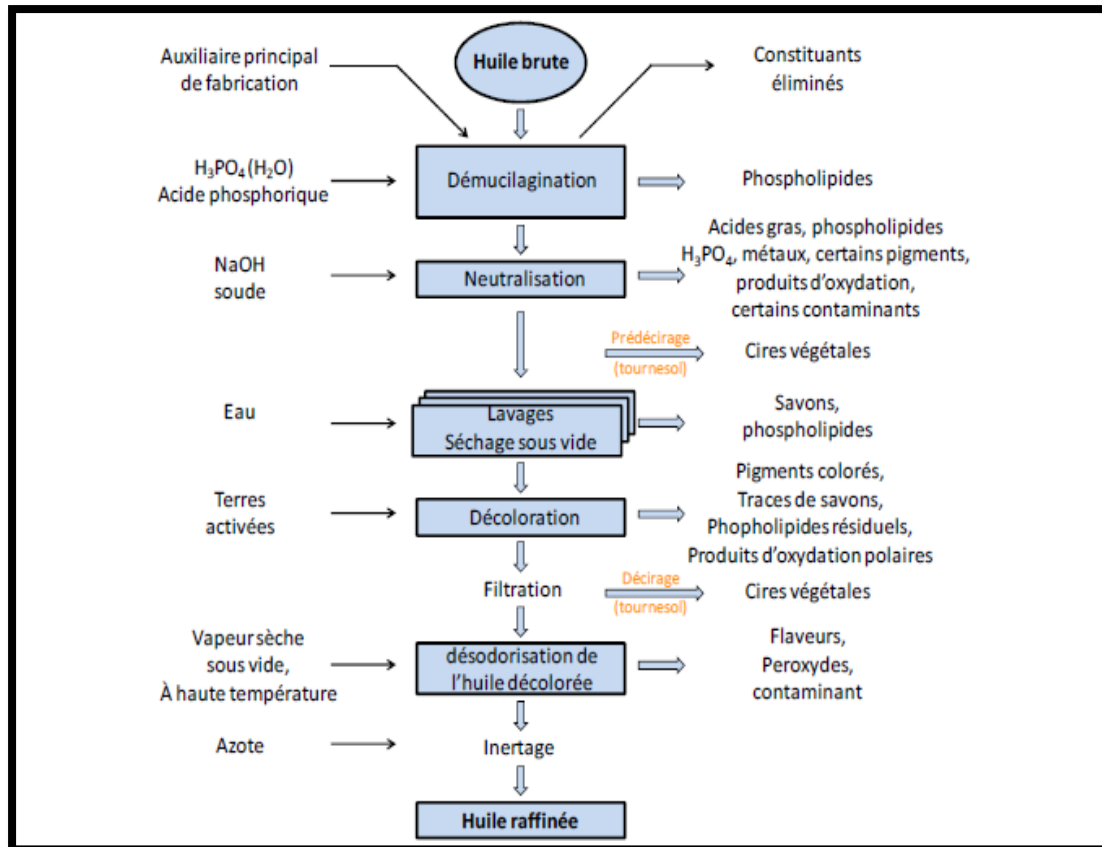 Auxiliaire principal
de fabrication
Huile brute
Constituants
éliminés
H₃PO₄ (H₂O)
Acide phosphorique
Démucilagination
Phospholipides
NaOH
soude
Neutralisation
Acides gras, phospholipides
H₃PO₄, métaux, certains pigments,
produits d'oxydation,
certains contaminants
Prédécirage
(tournesol)
Cires végétales
Eau
Lavages
Séchage sous vide
Savons,
phospholipides
Terres
activées
Décoloration
Pigments colorés,
Traces de savons,
Phopholipides résiduels,
Produits d'oxydation polaires
Filtration
Décirage
(tournesol)
Cires végétales
Vapeur sèche
sous vide,
À haute température
désodorisation de
l'huile décolorée
Flaveurs,
Peroxydes,
contaminant
Azote
Inertage
Huile raffinée